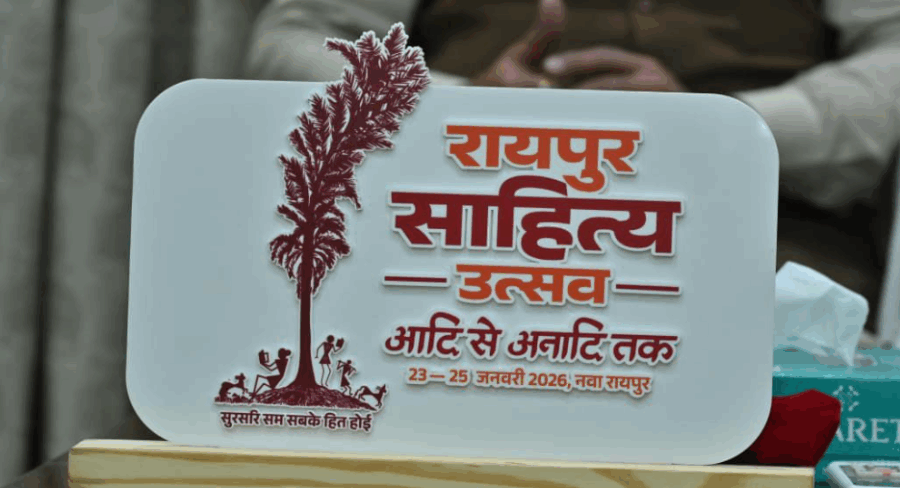 रायपुर
साहित्य
उत्सव
आदि से अनादि तक
23 – 25 जनवरी 2026, नवा रायपुर
सुरसरि सम सबके हित होई